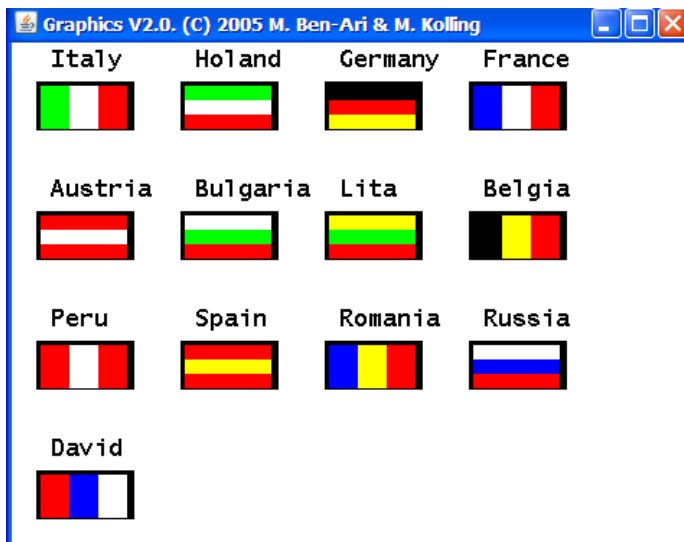 Graphics V2.0. (C) 2005 M. Ben-Ari & M. Kolling
Italy Holand Germany France
Austria Bulgaria Lita Belgia
Peru Spain Romania Russia
David